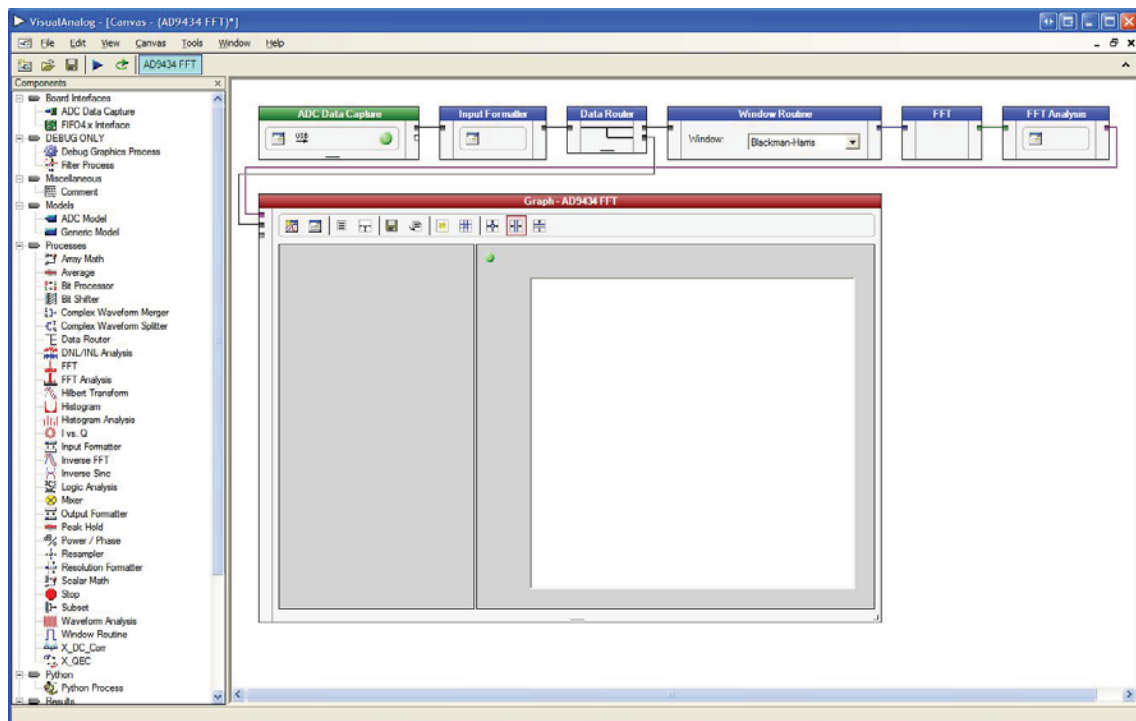 VisualAnalog - [Canvas - (AD9434 FFT)*]
File Edit View Canvas Tools Window Help
AD9434 FFT
Components
Board Interfaces
ADC Data Capture
FIFO4.x Interface
DEBUG ONLY
Debug Graphics Process
Filter Process
Miscellaneous
Comment
Models
ADC Model
Generic Model
Processes
Array Math
Average
Bit Processor
Bit Shifter
Complex Waveform Merger
Complex Waveform Splitter
Data Router
DNL/INL Analysis
FFT
FFT Analysis
Hilbert Transform
Histogram
Histogram Analysis
I vs. Q
Input Formatter
Inverse FFT
Inverse Sinc
Logic Analysis
Mixer
Output Formatter
Peak Hold
Power / Phase
Resampler
Resolution Formatter
Scalar Math
Stop
Subset
Waveform Analysis
Window Routine
X_DC_Corr
X_QEC
Python
Python Process
Results
ADC Data Capture
USB
Input Formatter
Data Router
Window Routine
Window:
Blackman-Harris
FFT
FFT Analysis
Graph - AD9434 FFT